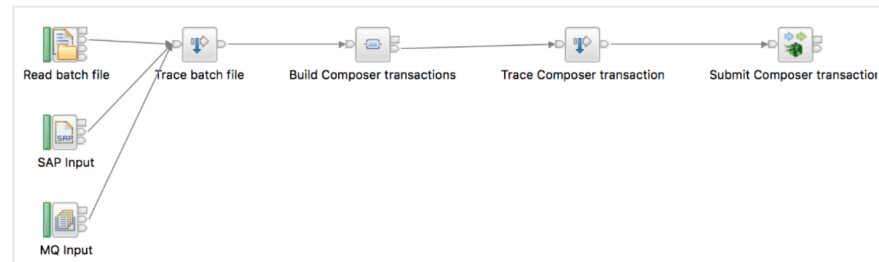 Read batch file
Trace batch file
Build Composer transactions
Trace Composer transaction
Submit Composer transaction
SAP
SAP Input
MQ Input